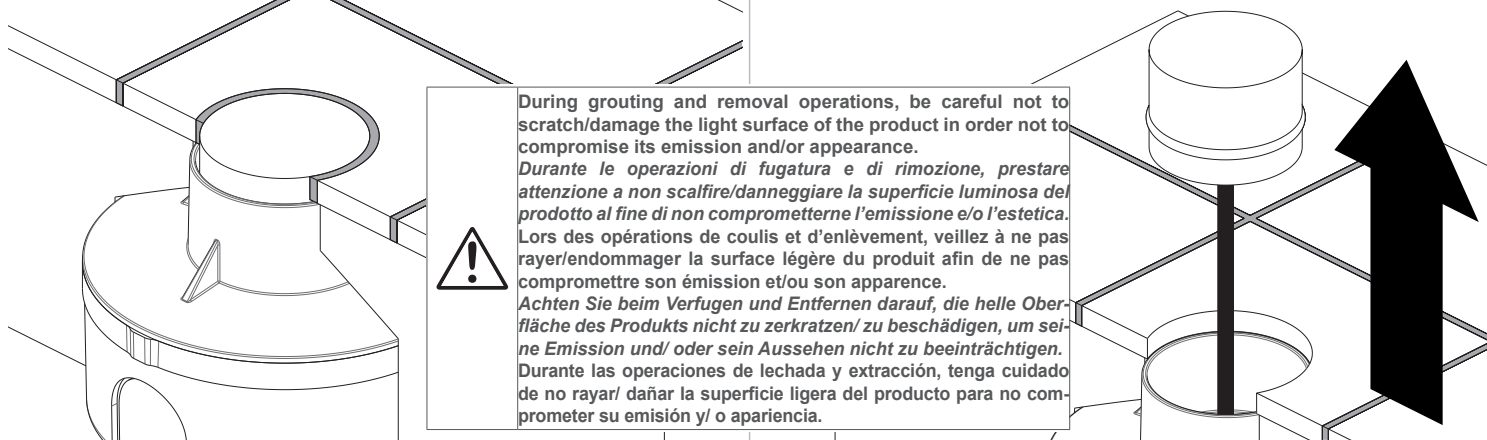 During grouting and removal operations, be careful not to
scratch/damage the light surface of the product in order not to
compromise its emission and/or appearance.
Durante le operazioni di fugatura e di rimozione, prestare
attenzione a non scalfire/danneggiare la superficie luminosa del
prodotto al fine di non comprometterne l’emissione e/o l’estetica.
Lors des opérations de coulis et d’enlèvement, veillez à ne pas
rayer/endommager la surface légère du produit afin de ne pas
compromettre son émission et/ou son apparence.
Achten Sie beim Verfugen und Entfernen darauf, die helle Ober-
fläche des Produkts nicht zu zerkratzen/ zu beschädigen, um sei-
ne Emission und/ oder sein Aussehen nicht zu beeinträchtigen.
Durante las operaciones de lechada y extracción, tenga cuidado
de no rayar/ dañar la superficie ligera del producto para no com-
prometer su emisión y/ o apariencia.